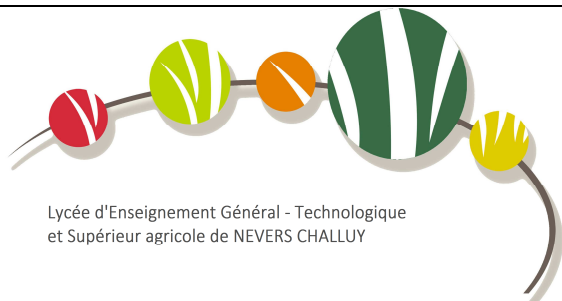 Lycée d'Enseignement Général - Technologique
et Supérieur agricole de NEVERS CHALLUY